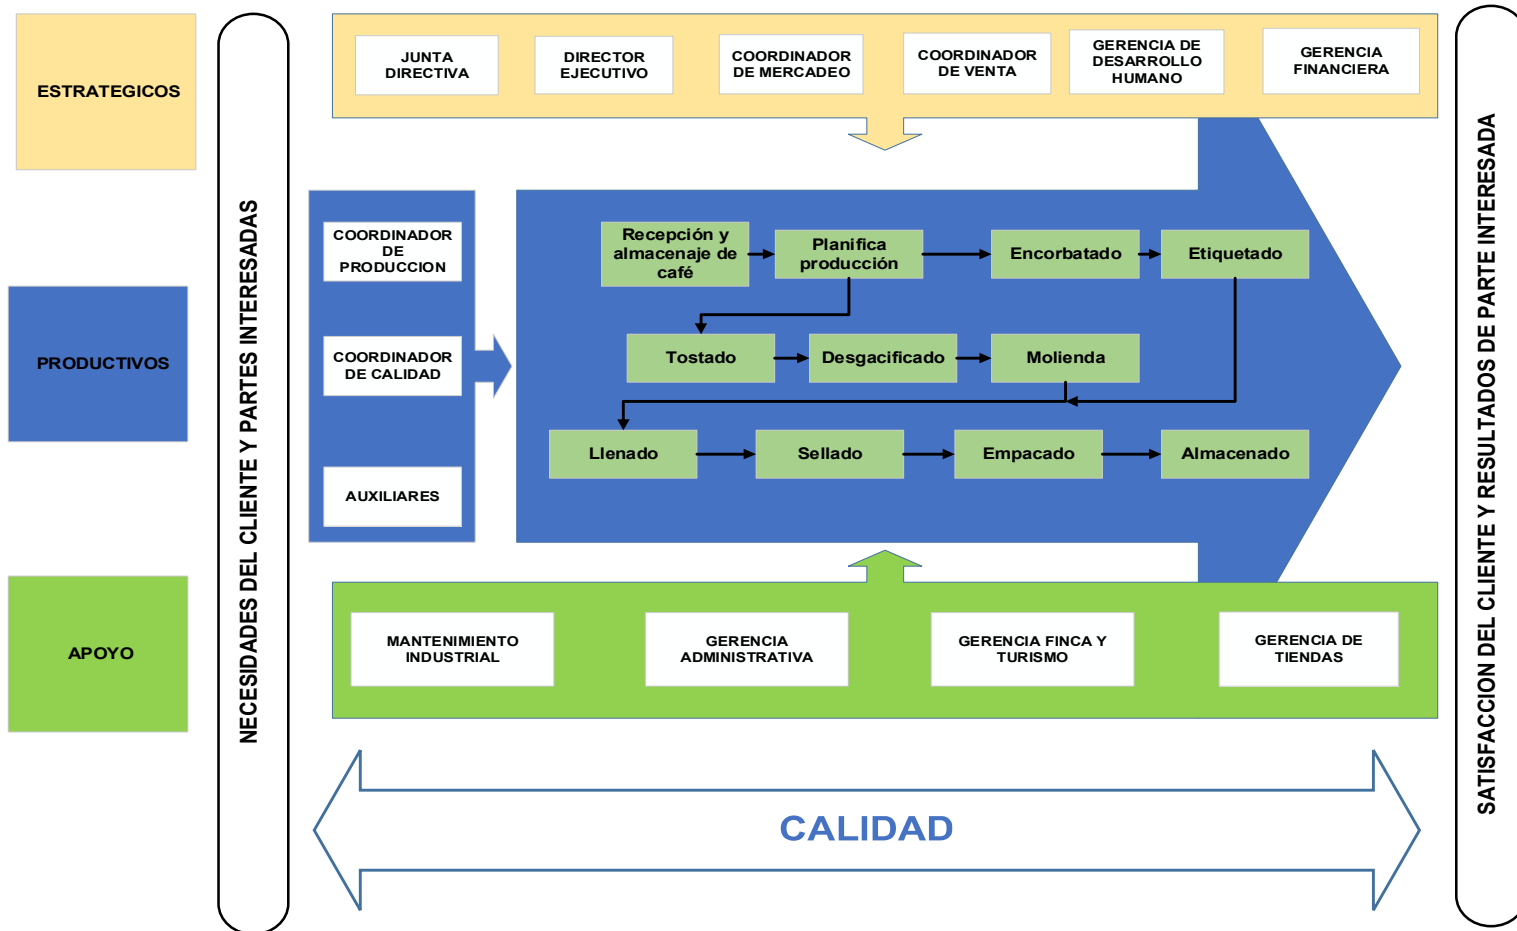 ESTRATEGICOS
JUNTA
DIRECTIVA
DIRECTOR
EJECUTIVO
COORDINADOR
DE MERCADEO
COORDINADOR
DE VENTA
GERENCIA DE
DESARROLLO
HUMANO
GERENCIA
FINANCIERA
NECESIDADES DEL CLIENTE Y PARTES INTERESADAS
PRODUCTIVOS
COORDINADOR
DE
PRODUCCION
COORDINADOR
DE CALIDAD
AUXILIARES
Recepción y
almacenaje de
café
Planifica
producción
Encorbatado
Etiquetado
Tostado
Desgacificado
Molienda
Llenado
Sellado
Empacado
Almacenado
SATISFACCION DEL CLIENTE Y RESULTADOS DE PARTE INTERESADA
APOYO
MANTENIMIENTO
INDUSTRIAL
GERENCIA
ADMINISTRATIVA
GERENCIA FINCA Y
TURISMO
GERENCIA DE
TIENDAS
CALIDAD